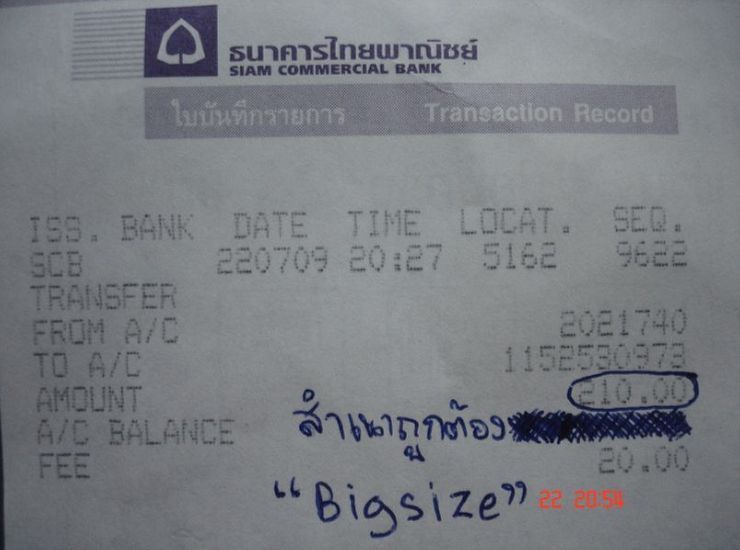 ธนาคารไทยพาณิชย์
SIAM COMMERCIAL BANK
ใบบันทึกรายการ Transaction Record
ISS. BANK DATE TIME LOCAT. SEQ.
SCB 220709 20:27 5162 9622
TRANSFER
FROM A/C 2021740
TO A/C 1152530973
AMOUNT 210.00
A/C BALANCE สำเนาถูกต้อง
FEE 20.00
"Bigsize" 22 20:54